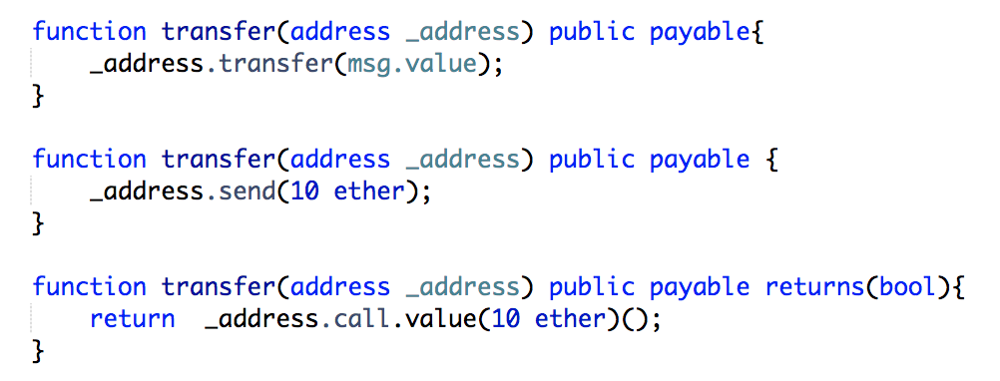 function transfer(address _address) public payable{
_address.transfer(msg.value);
}
function transfer(address _address) public payable {
_address.send(10 ether);
}
function transfer(address _address) public payable returns(bool){
return  _address.call.value(10 ether)();
}